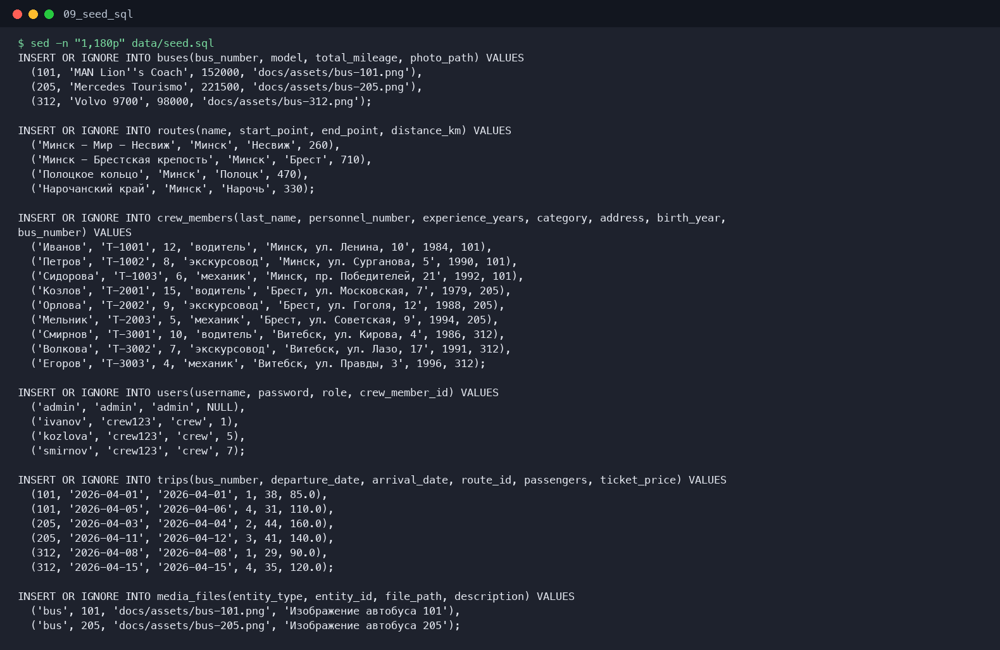 09_seed_sql
$ sed -n "1,180p" data/seed.sql
INSERT OR IGNORE INTO buses(bus_number, model, total_mileage, photo_path) VALUES
  (101, 'MAN Lion''s Coach', 152000, 'docs/assets/bus-101.png'),
  (205, 'Mercedes Tourismo', 221500, 'docs/assets/bus-205.png'),
  (312, 'Volvo 9700', 98000, 'docs/assets/bus-312.png');

INSERT OR IGNORE INTO routes(name, start_point, end_point, distance_km) VALUES
  ('Минск - Мир - Несвиж', 'Минск', 'Несвиж', 260),
  ('Минск - Брестская крепость', 'Минск', 'Брест', 710),
  ('Полоцкое кольцо', 'Минск', 'Полоцк', 470),
  ('Нарочанский край', 'Минск', 'Нарочь', 330);

INSERT OR IGNORE INTO crew_members(last_name, personnel_number, experience_years, category, address, birth_year,
bus_number) VALUES
  ('Иванов', 'T-1001', 12, 'водитель', 'Минск, ул. Ленина, 10', 1984, 101),
  ('Петров', 'T-1002', 8, 'экскурсовод', 'Минск, ул. Сурганова, 5', 1990, 101),
  ('Сидорова', 'T-1003', 6, 'механик', 'Минск, пр. Победителей, 21', 1992, 101),
  ('Козлов', 'T-2001', 15, 'водитель', 'Брест, ул. Московская, 7', 1979, 205),
  ('Орлова', 'T-2002', 9, 'экскурсовод', 'Брест, ул. Гоголя, 12', 1988, 205),
  ('Мельник', 'T-2003', 5, 'механик', 'Брест, ул. Советская, 9', 1994, 205),
  ('Смирнов', 'T-3001', 10, 'водитель', 'Витебск, ул. Кирова, 4', 1986, 312),
  ('Волкова', 'T-3002', 7, 'экскурсовод', 'Витебск, ул. Лазо, 17', 1991, 312),
  ('Егоров', 'T-3003', 4, 'механик', 'Витебск, ул. Правды, 3', 1996, 312);

INSERT OR IGNORE INTO users(username, password, role, crew_member_id) VALUES
  ('admin', 'admin', 'admin', NULL),
  ('ivanov', 'crew123', 'crew', 1),
  ('kozlova', 'crew123', 'crew', 5),
  ('smirnov', 'crew123', 'crew', 7);

INSERT OR IGNORE INTO trips(bus_number, departure_date, arrival_date, route_id, passengers, ticket_price) VALUES
  (101, '2026-04-01', '2026-04-01', 1, 38, 85.0),
  (101, '2026-04-05', '2026-04-06', 4, 31, 110.0),
  (205, '2026-04-03', '2026-04-04', 2, 44, 160.0),
  (205, '2026-04-11', '2026-04-12', 3, 41, 140.0),
  (312, '2026-04-08', '2026-04-08', 1, 29, 90.0),
  (312, '2026-04-15', '2026-04-15', 4, 35, 120.0);

INSERT OR IGNORE INTO media_files(entity_type, entity_id, file_path, description) VALUES
  ('bus', 101, 'docs/assets/bus-101.png', 'Изображение автобуса 101'),
  ('bus', 205, 'docs/assets/bus-205.png', 'Изображение автобуса 205');